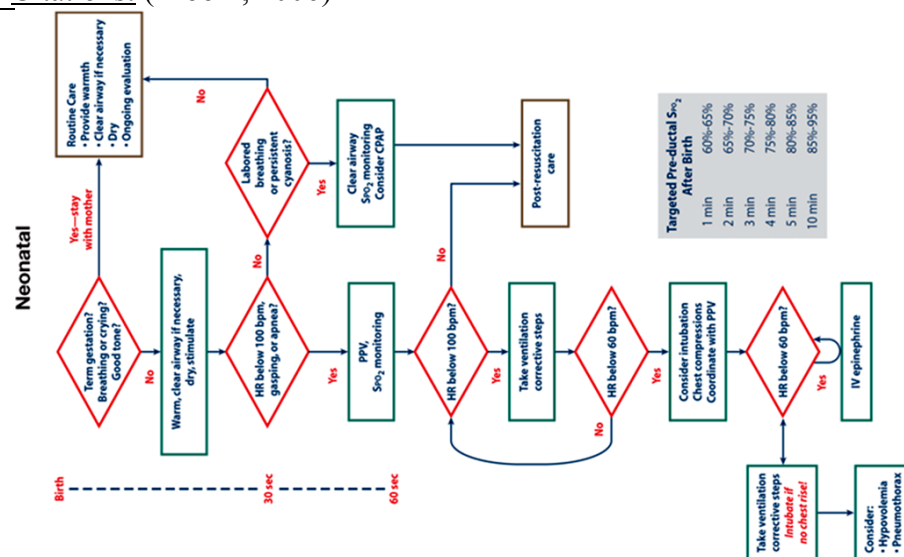 Neonatal
Birth
30 sec
60 sec
Term gestation?
Breathing or crying?
Good tone?
Yes—stay
with mother
Routine Care
• Provide warmth
• Clear airway if necessary
• Dry
• Ongoing evaluation
No
Warm, clear airway if necessary,
dry, stimulate
HR below 100 bpm,
gasping, or apnea?
No
Labored
breathing
or persistent
cyanosis?
No
Yes
Yes
PPV,
SPO2 monitoring
Clear airway
SPO2 monitoring
Consider CPAP
HR below 100 bpm?
No
Post-resuscitation
care
Yes
Take ventilation
corrective steps
HR below 60 bpm?
No
Yes
Consider intubation
Chest compressions
Coordinate with PPV
HR below 60 bpm?
Yes
IV epinephrine
Take ventilation
corrective steps
Intubate if
no chest rise!
Consider:
• Hypovolemia
• Pneumothorax
Targeted Pre-ductal SPO2
After Birth
1 min 60%-65%
2 min 65%-70%
3 min 70%-75%
4 min 75%-80%
5 min 80%-85%
10 min 85%-95%